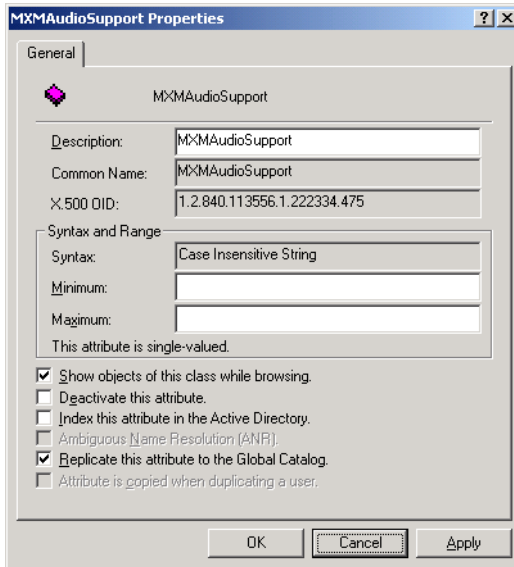 MXMAudioSupport Properties
General
MXMAudioSupport
Description: MXMAudioSupport
Common Name: MXMAudioSupport
X.500 OID: 1.2.840.113556.1.222334.475
Syntax and Range
Syntax: Case Insensitive String
Minimum:
Maximum:
This attribute is single-valued.
Show objects of this class while browsing.
Deactivate this attribute.
Index this attribute in the Active Directory.
Ambiguous Name Resolution (ANR).
Replicate this attribute to the Global Catalog.
Attribute is copied when duplicating a user.
OK Cancel Apply